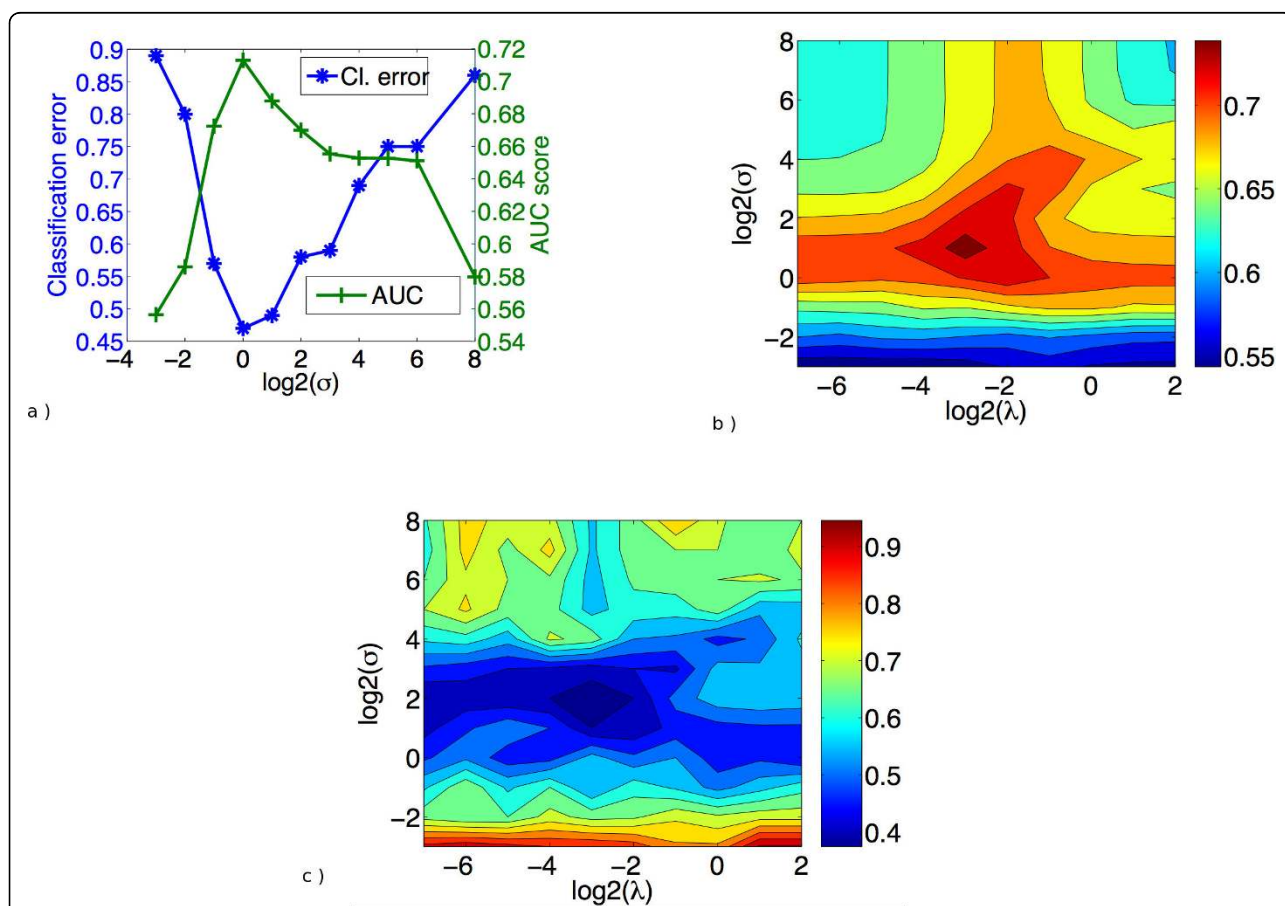 0.9
0.85
0.8
0.75
0.7
0.65
0.6
0.55
0.5
0.45
Classification error
Cl. error
AUC
0.72
0.7
0.68
0.66
0.64
0.62
0.6
0.58
0.56
0.54
AUC score
−4 −2 0 2 4 6 8
log2(σ)
a )
8
6
4
2
0
−2
log2(σ)
−6 −4 −2 0 2
log2(λ)
0.7
0.65
0.6
0.55
b )
8
6
4
2
0
−2
log2(σ)
−6 −4 −2 0 2
log2(λ)
0.9
0.8
0.7
0.6
0.5
0.4
c )